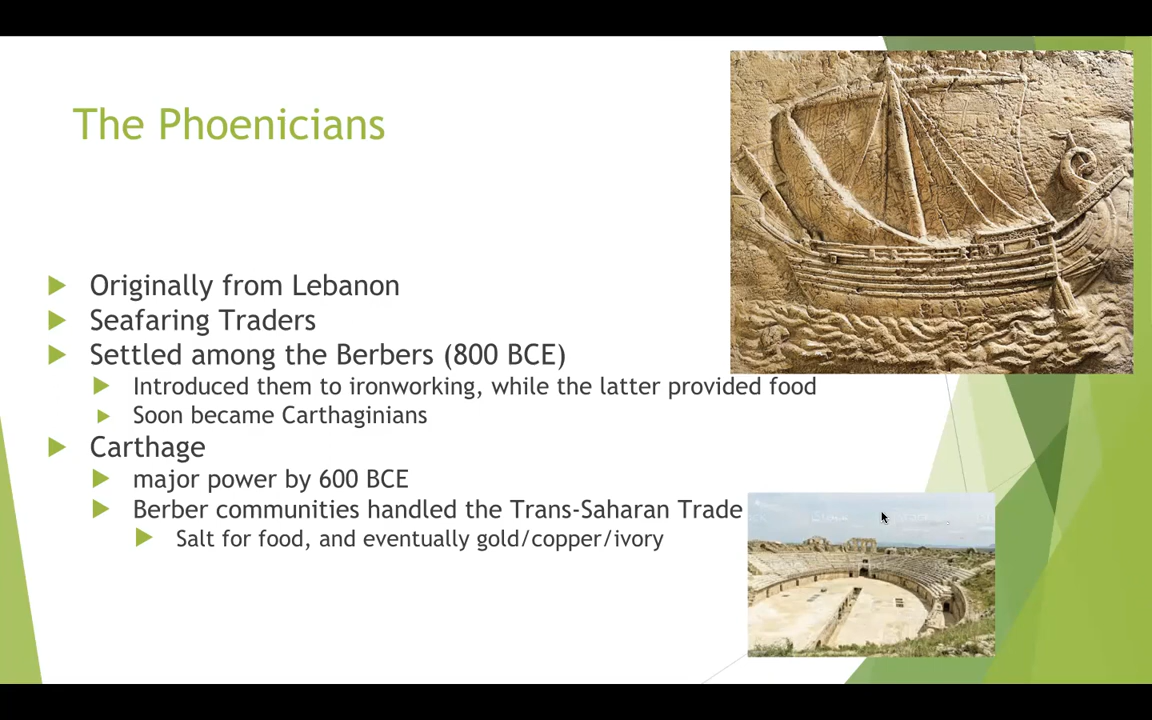 The Phoenicians
Originally from Lebanon
Seafaring Traders
Settled among the Berbers (800 BCE)
Introduced them to ironworking, while the latter provided food
Soon became Carthaginians
Carthage
major power by 600 BCE
Berber communities handled the Trans-Saharan Trade
Salt for food, and eventually gold/copper/ivory